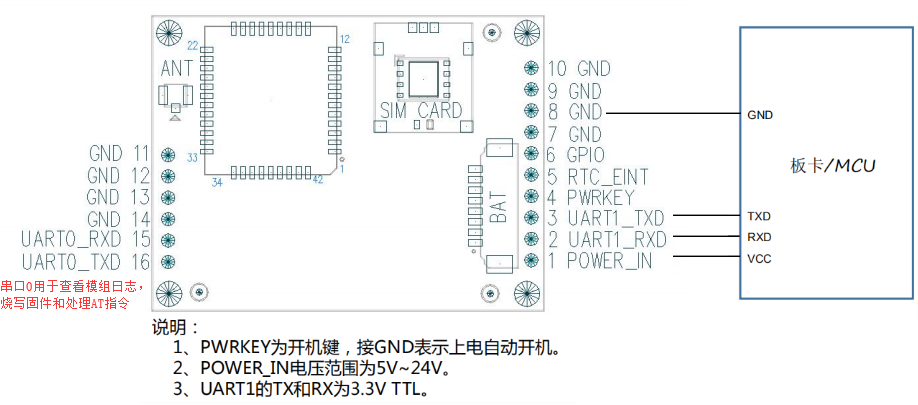 22
12
ANT
SIM CARD
33
34
42
1
BAT
10 GND
9 GND
8 GND
7 GND
6 GPIO
5 RTC_EINT
4 PWRKEY
3 UART1_TXD
2 UART1_RXD
1 POWER_IN
GND 11
GND 12
GND 13
GND 14
UART0_RXD 15
UART0_TXD 16
串口0用于查看模组日志，
烧写固件和处理AT指令
GND
板卡/MCU
TXD
RXD
VCC
说明：
1、PWRKEY为开机键，接GND表示上电自动开机。
2、POWER_IN电压范围为5V~24V。
3、UART1的TX和RX为3.3V TTL。